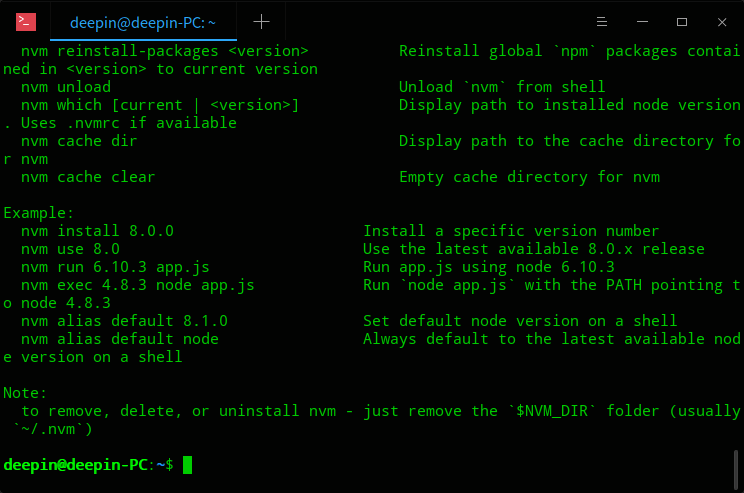 deepin@deepin-PC: ~
nvm reinstall-packages <version> Reinstall global `npm` packages contai
ned in <version> to current version
nvm unload Unload `nvm` from shell
nvm which [current | <version>] Display path to installed node version
. Uses .nvmrc if available
nvm cache dir Display path to the cache directory fo
r nvm
nvm cache clear Empty cache directory for nvm
Example:
nvm install 8.0.0 Install a specific version number
nvm use 8.0 Use the latest available 8.0.x release
nvm run 6.10.3 app.js Run app.js using node 6.10.3
nvm exec 4.8.3 node app.js Run `node app.js` with the PATH pointing t
o node 4.8.3
nvm alias default 8.1.0 Set default node version on a shell
nvm alias default node Always default to the latest available nod
e version on a shell
Note:
to remove, delete, or uninstall nvm - just remove the `$NVM_DIR` folder (usually
`~/.nvm`)
deepin@deepin-PC:~$